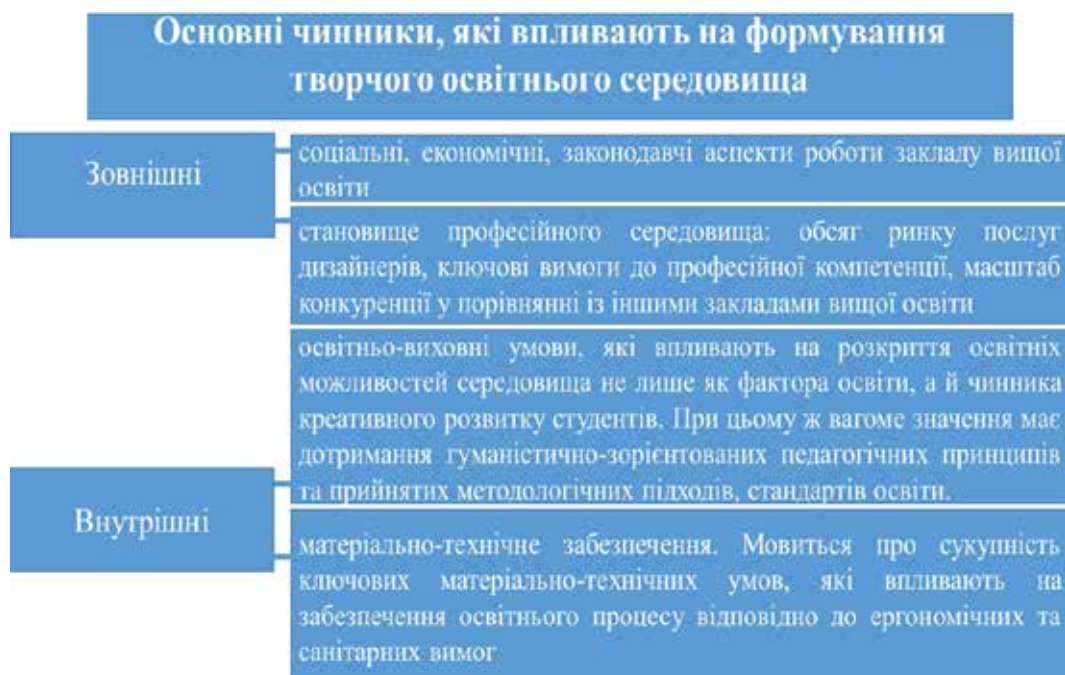 Основні чинники, які впливають на формування
творчого освітнього середовища
Зовнішні
соціальні, економічні, законодавчі аспекти роботи закладу вищої
освіти
становище професійного середовища: обсяг ринку послуг
дизайнерів, ключові вимоги до професійної компетенції, масштаб
конкуренції у порівнянні із іншими закладами вищої освіти
Внутрішні
освітньо-виховні умови, які впливають на розкриття освітніх
можливостей середовища не лише як фактора освіти, а й чинника
креативного розвитку студентів. При цьому ж вагоме значення має
дотримання гуманістично-зорієнтованих педагогічних принципів
та прийнятих методологічних підходів, стандартів освіти.
матеріально-технічне забезпечення. Мовиться про сукупність
ключових матеріально-технічних умов, які впливають на
забезпечення освітнього процесу відповідно до ергономічних та
санітарних вимог